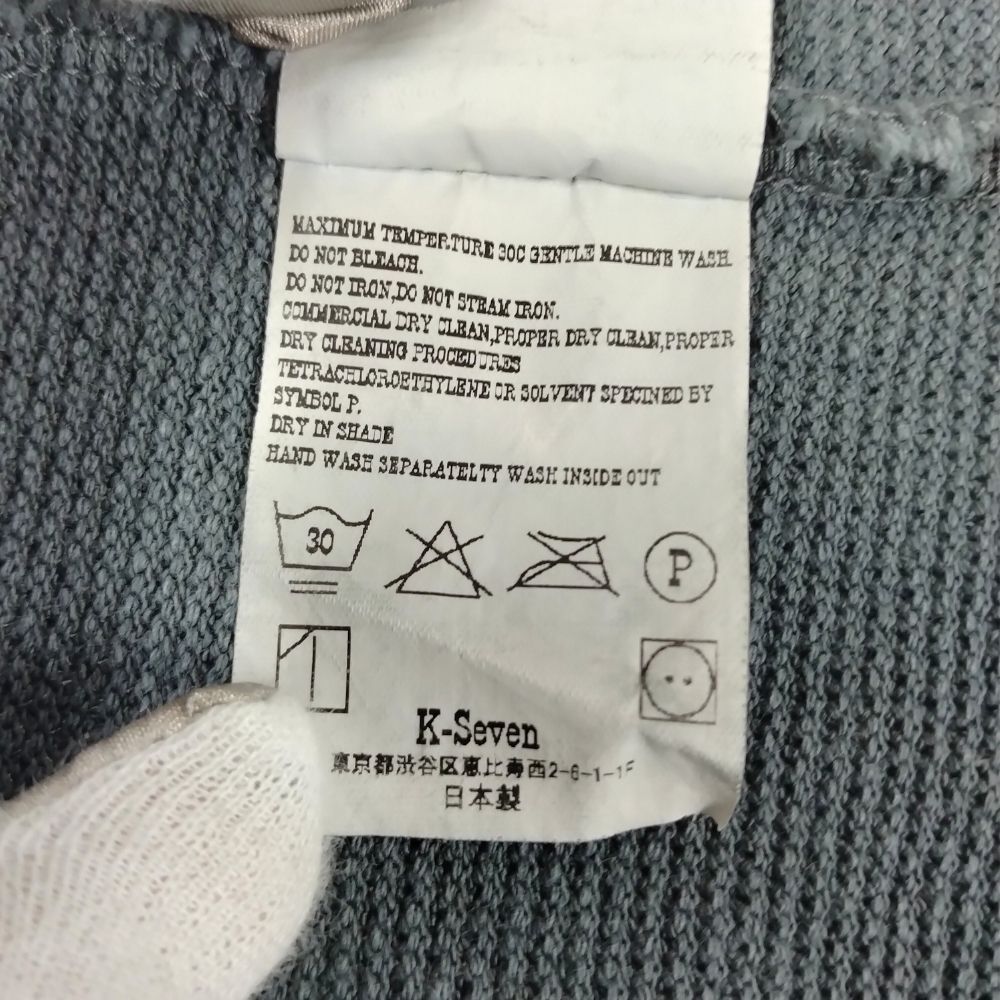 MAXIMUM TEMPERTURE 30C GENTLE MACHINE WASH.
DO NOT BLEACH.
DO NOT IRON,DO NOT STEAM IRON.
COMMERCIAL DRY CLEAN,PROPER DRY CLEAN,PROPER
DRY CLEANING PROCEDURES
TETRACHLOROETHYLENE OR SOLVENT SPECINED BY
SYMBOL P.
DRY IN SHADE
HAND WASH SEPARATELTY WASH INSIDE OUT
30
P
K-Seven
東京都渋谷区恵比寿西2-6-1-1F
日本製